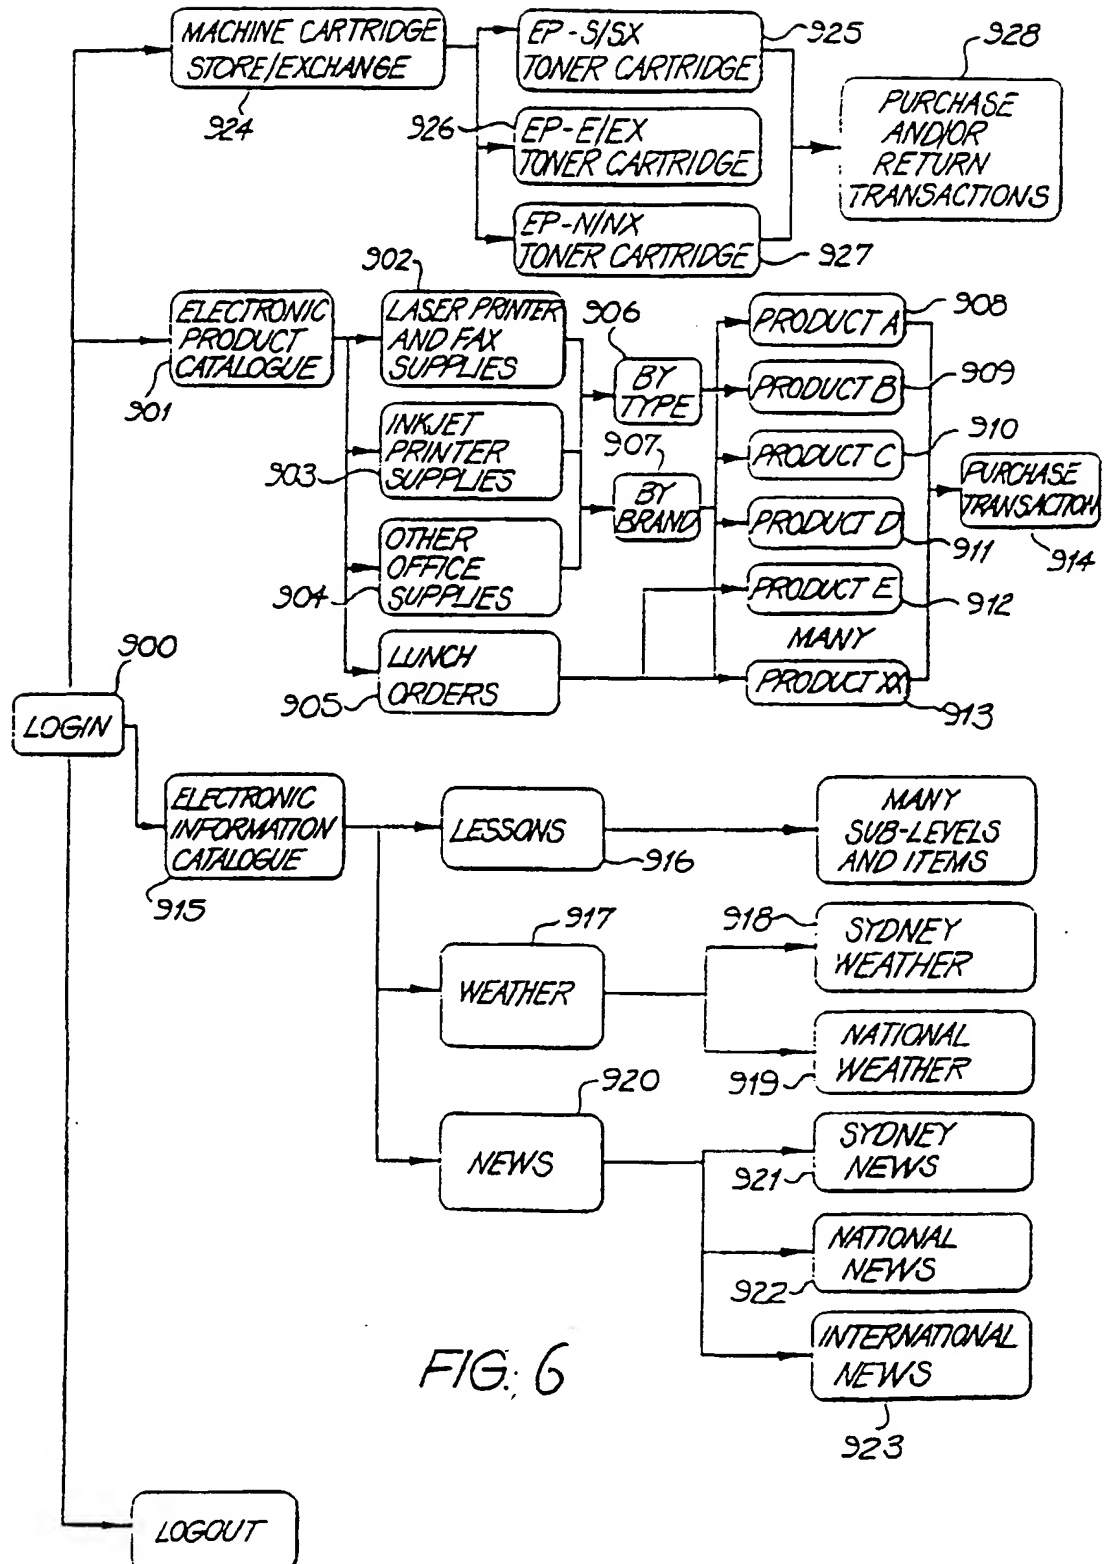 MACHINE CARTRIDGE
STORE/EXCHANGE
924
EP-S/SX
TONER CARTRIDGE
925
926
EP-E/EX
TONER CARTRIDGE
EP-N/NX
TONER CARTRIDGE
927
928
PURCHASE
AND/OR
RETURN
TRANSACTIONS
ELECTRONIC
PRODUCT
CATALOGUE
901
902
LASER PRINTER
AND FAX
SUPPLIES
INKJET
PRINTER
SUPPLIES
903
OTHER
OFFICE
SUPPLIES
904
LUNCH
ORDERS
905
906
BY
TYPE
907
BY
BRAND
PRODUCT A
908
PRODUCT B
909
PRODUCT C
910
PRODUCT D
911
PRODUCT E
912
MANY
PRODUCT XX
913
PURCHASE
TRANSACTION
914
900
LOGIN
ELECTRONIC
INFORMATION
CATALOGUE
915
LESSONS
916
MANY
SUB-LEVELS
AND ITEMS
917
WEATHER
918
SYDNEY
WEATHER
NATIONAL
WEATHER
919
920
NEWS
SYDNEY
NEWS
921
NATIONAL
NEWS
922
INTERNATIONAL
NEWS
923
FIG. 6
LOGOUT